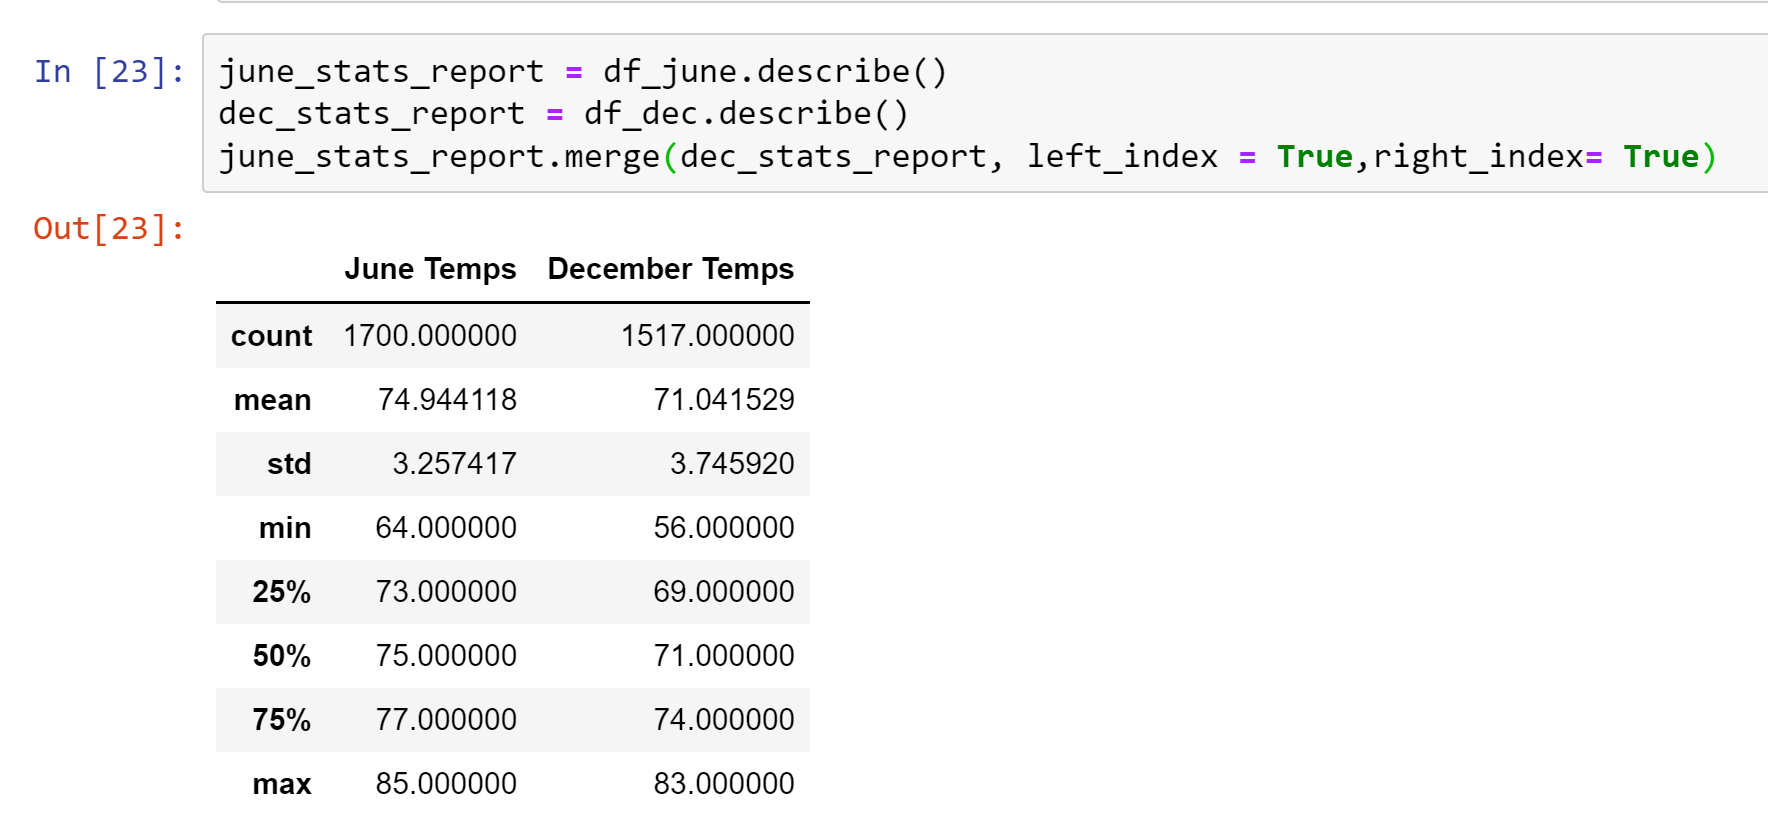 In [23]: june_stats_report = df_june.describe()
dec_stats_report = df_dec.describe()
june_stats_report.merge(dec_stats_report, left_index = True,right_index= True)
Out[23]:
June Temps December Temps
count 1700.000000 1517.000000
mean 74.944118 71.041529
std 3.257417 3.745920
min 64.000000 56.000000
25% 73.000000 69.000000
50% 75.000000 71.000000
75% 77.000000 74.000000
max 85.000000 83.000000